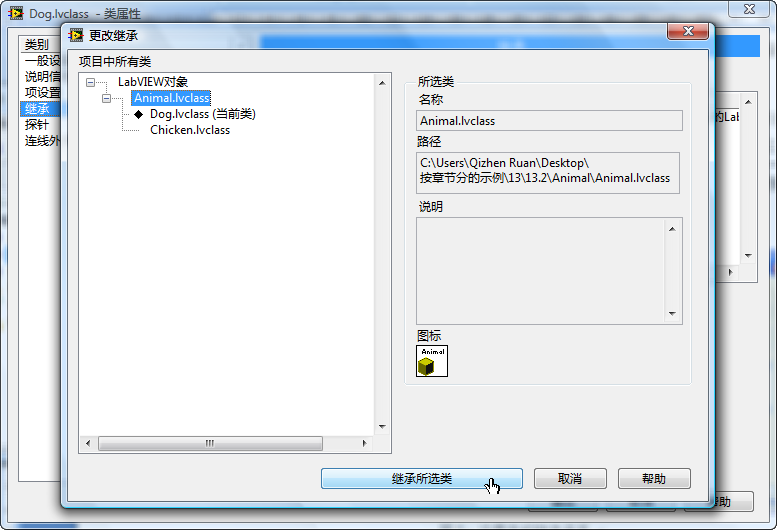 Dog.lvclass - 类属性
类别
一般设
说明信
项设置
继承
探针
连线外
更改继承
项目中所有类
LabVIEW对象
Animal.lvclass
Dog.lvclass (当前类)
Chicken.lvclass
所选类
名称
Animal.lvclass
路径
C:\Users\Qizhen Ruan\Desktop\
按章节分的示例\13\13.2\Animal\Animal.lvclass
说明
图标
Animal
继承所选类
取消
帮助
的Lab
帮助